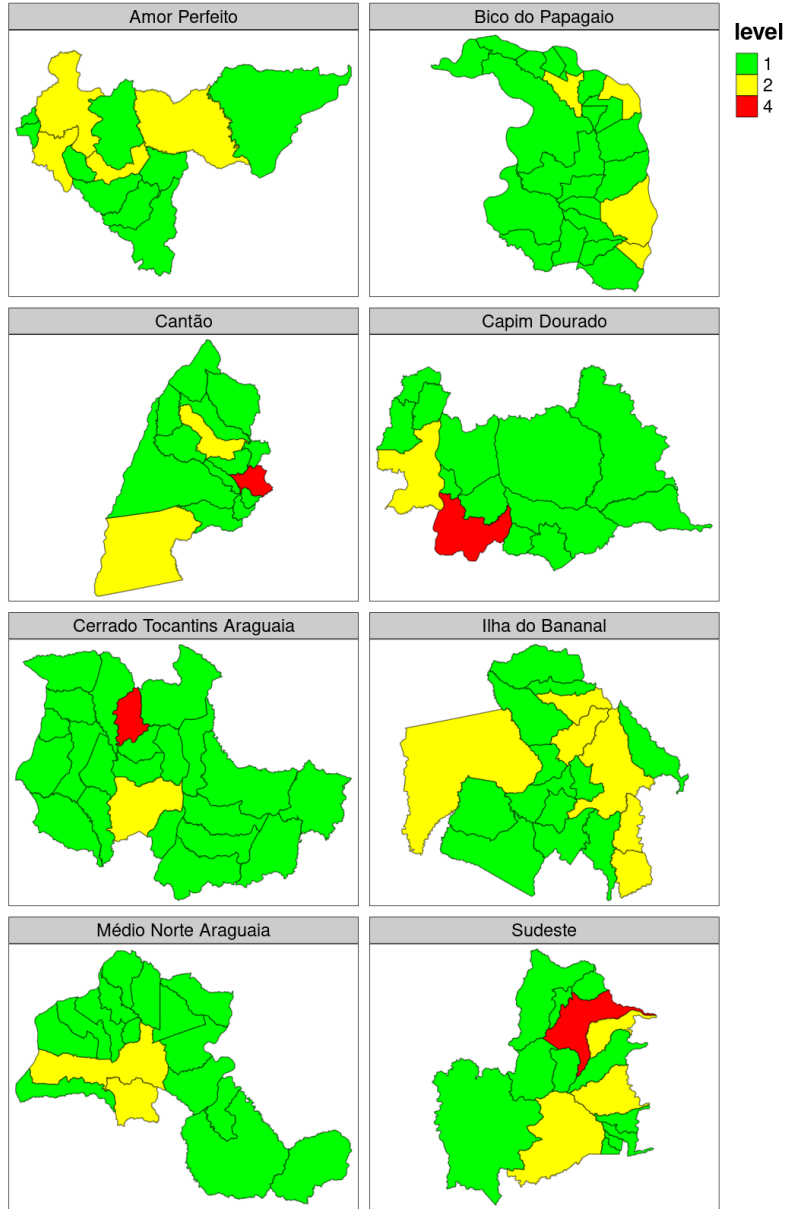 Amor Perfeito
Bico do Papagaio
level
1
2
4
Cantão
Capim Dourado
Cerrado Tocantins Araguaia
Ilha do Bananal
Médio Norte Araguaia
Sudeste